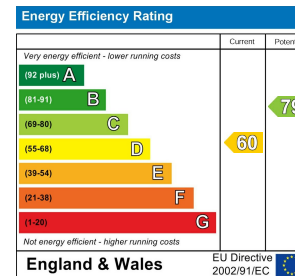 Energy Efficiency Rating
Current
Very energy efficient - lower running costs
(92 plus) A
(81-91) B
79
(69-80) C
(55-68) D
60
(39-54) E
(21-38) F
(1-20) G
Not energy efficient - higher running costs
England & Wales
EU Directive
2002/91/EC